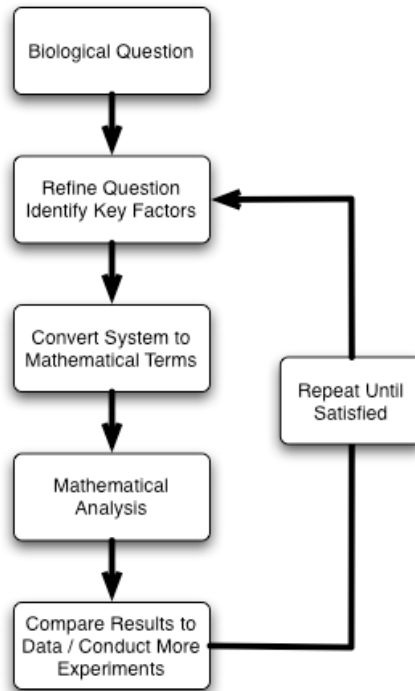 Biological Question
Refine Question
Identify Key Factors
Convert System to
Mathematical Terms
Repeat Until
Satisfied
Mathematical
Analysis
Compare Results to
Data / Conduct More
Experiments